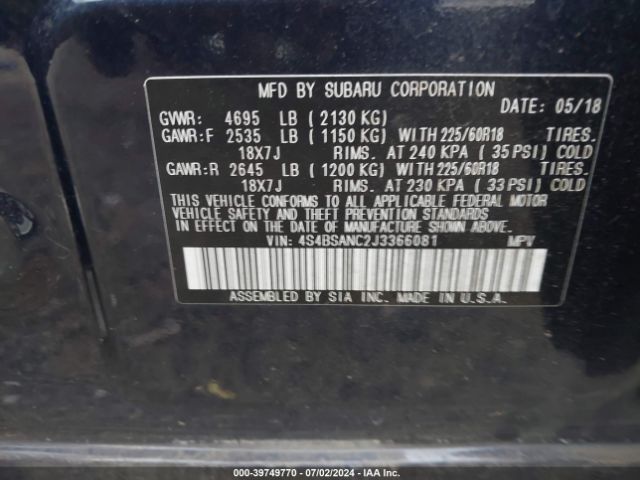 MFD BY SUBARU CORPORATION
DATE: 05/18
GVWR: 4695 LB ( 2130 KG)
GAWR:F 2535 LB ( 1150 KG) WITH 225/60R18 TIRES.
18X7J RIMS. AT 240 KPA ( 35 PSI) COLD
GAWR:R 2645 LB ( 1200 KG) WITH 225/60R18 TIRES.
18X7J RIMS. AT 230 KPA ( 33 PSI) COLD
THIS VEHICLE CONFORMS TO ALL APPLICABLE FEDERAL MOTOR
VEHICLE SAFETY AND THEFT PREVENTION STANDARDS IN
EFFECT ON THE DATE OF MANUFACTURE SHOWN ABOVE.
VIN: 4S4BSANC2J3366081 MPV
ASSEMBLED BY SIA INC. MADE IN U.S.A.
000-39749770 - 07/02/2024 - IAA Inc.